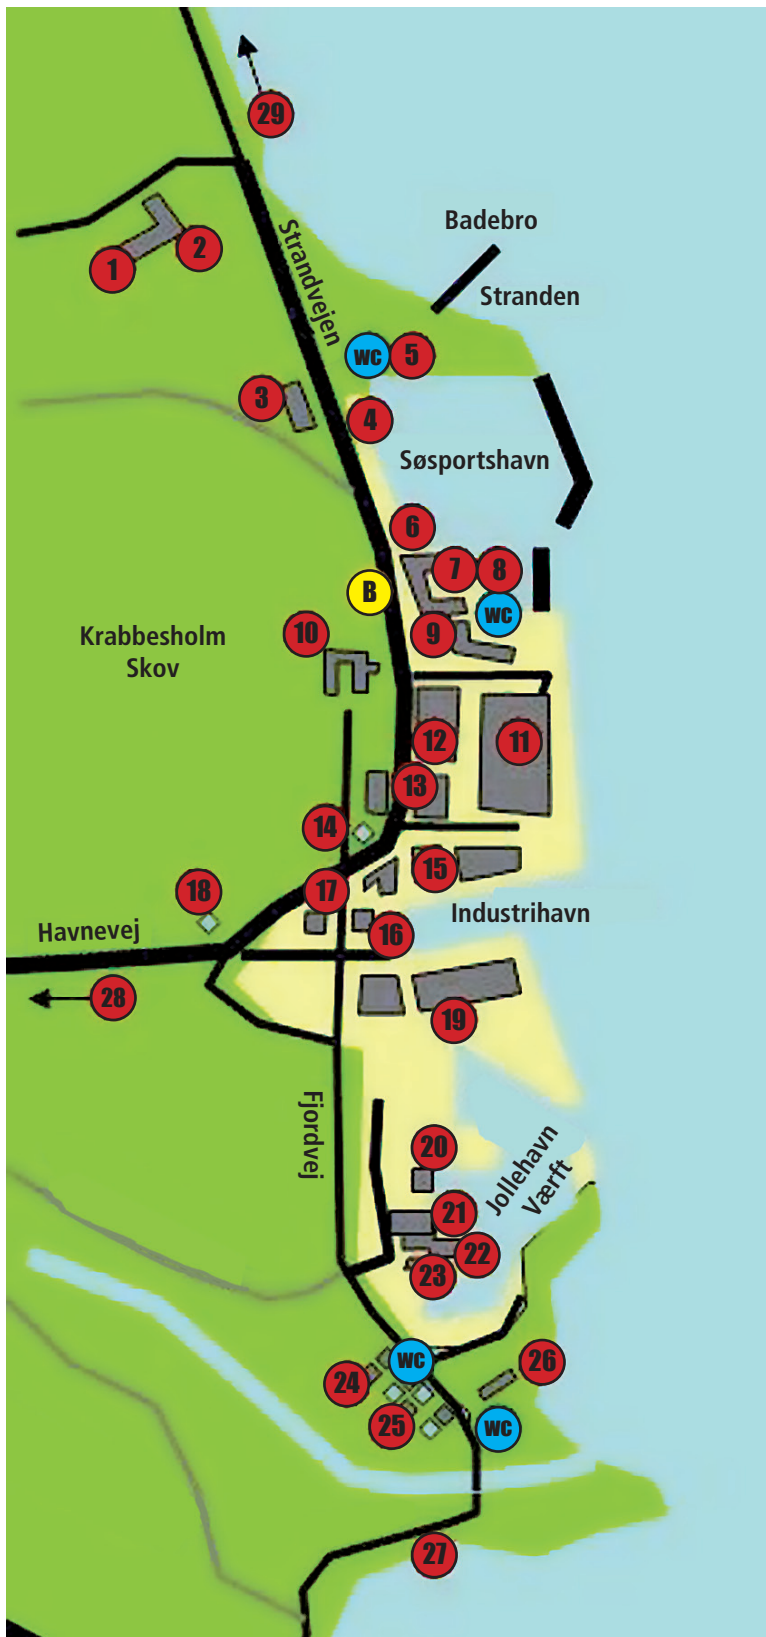 29
Badebro
2
1
Strandvejen
Stranden
wc
5
3
4
Søsportshavn
6
7
8
B
wc
10
9
Krabbesholm
Skov
12
11
13
14
15
18
17
Industrihavn
Havnevej
16
28
19
Fjordvej
20
Jollehavn
Værft
21
22
23
wc
26
24
25
wc
27